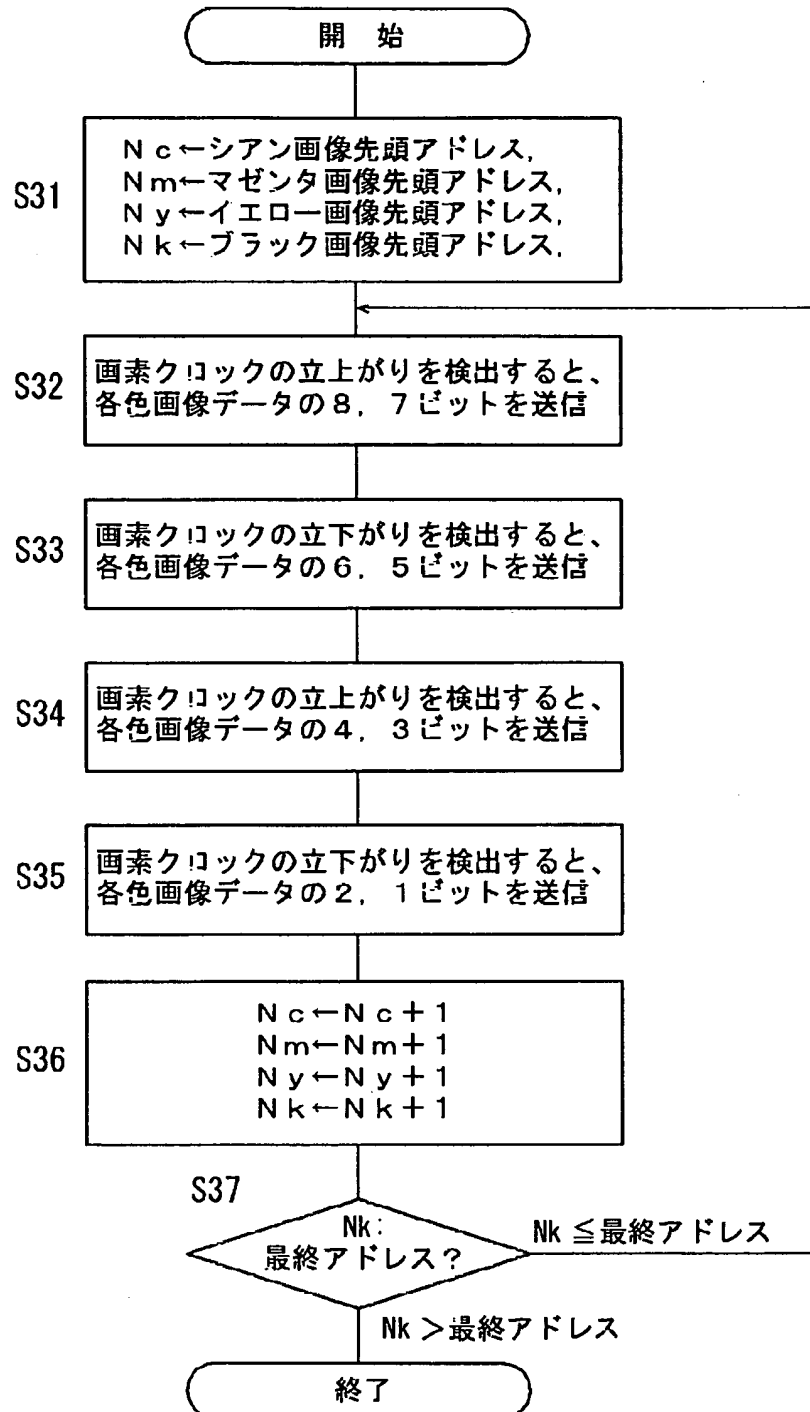 開　始
S31
Ｎｃ←シアン画像先頭アドレス,
Ｎｍ←マゼンタ画像先頭アドレス,
Ｎｙ←イエロー画像先頭アドレス,
Ｎｋ←ブラック画像先頭アドレス,
S32
画素クロックの立上がりを検出すると、
各色画像データの８，７ビットを送信
S33
画素クロックの立下がりを検出すると、
各色画像データの６，５ビットを送信
S34
画素クロックの立上がりを検出すると、
各色画像データの４，３ビットを送信
S35
画素クロックの立下がりを検出すると、
各色画像データの２，１ビットを送信
S36
Ｎｃ←Ｎｃ＋１
Ｎｍ←Ｎｍ＋１
Ｎｙ←Ｎｙ＋１
Ｎｋ←Ｎｋ＋１
S37
Nk:
最終アドレス？
Nk ≦最終アドレス
Nk ＞最終アドレス
終了